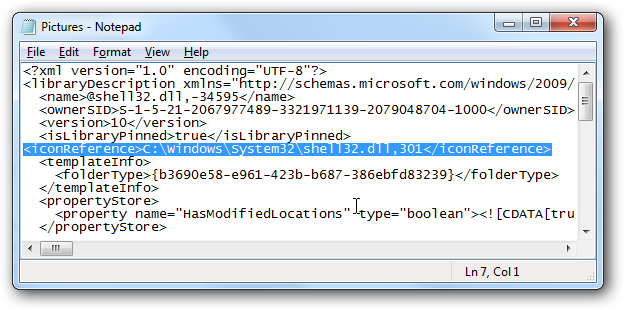 Pictures - Notepad
File Edit Format View Help
<?xml version="1.0" encoding="UTF-8"?>
<libraryDescription xmlns="http://schemas.microsoft.com/windows/2009/
<name>@shell32.dll,-34595</name>
<ownerSID>S-1-5-21-2067977489-3321971139-2079048704-1000</ownerSID>
<version>10</version>
<isLibraryPinned>true</isLibraryPinned>
<iconReference>C:\windows\System32\shell32.dll,301</iconReference>
<templateInfo>
<folderType>{b3690e58-e961-423b-b687-386ebfd83239}</folderType>
</templateInfo>
<propertyStore>
<property name="HasModifiedLocations" type="boolean"><![CDATA[tru
</propertyStore>
Ln 7, Col 1